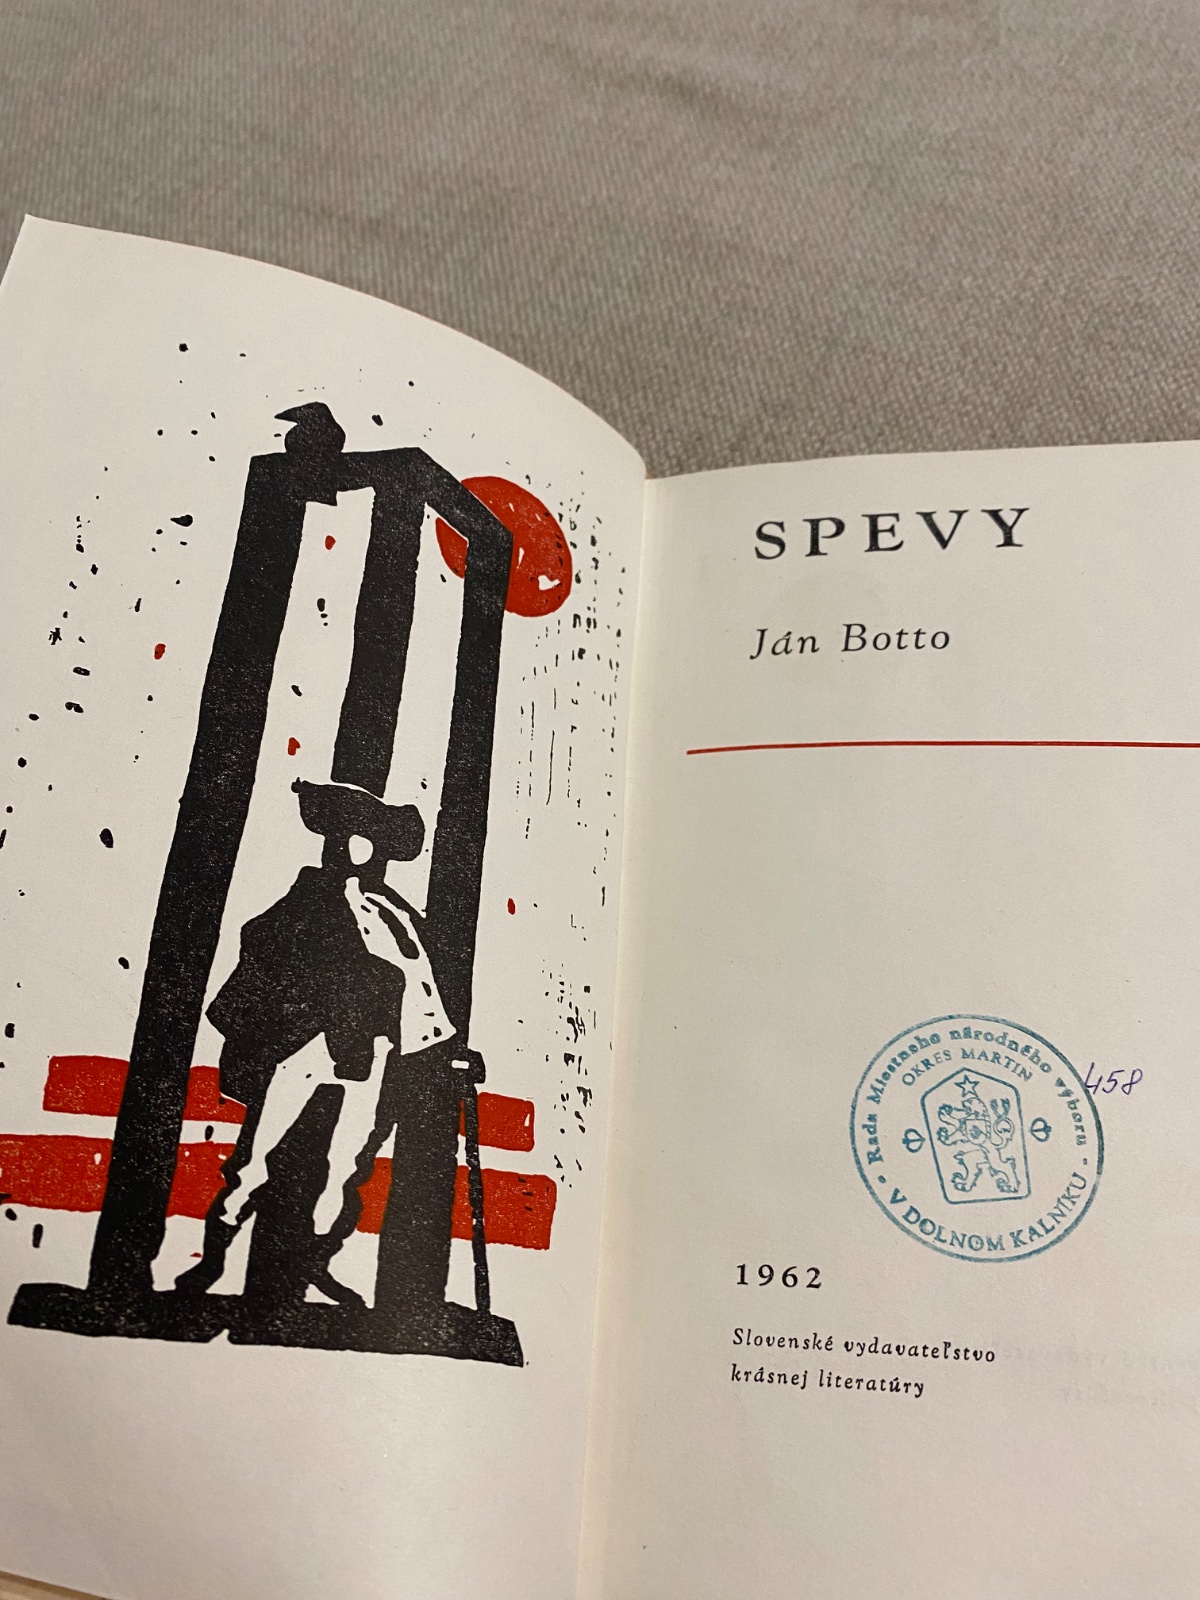 SPEVY
Ján Botto
Rada Miestneho národného výboru
OKRES MARTIN
V DOLNOM KALNÍKU
458
1962
Slovenské vydavateľstvo
krásnej literatúry